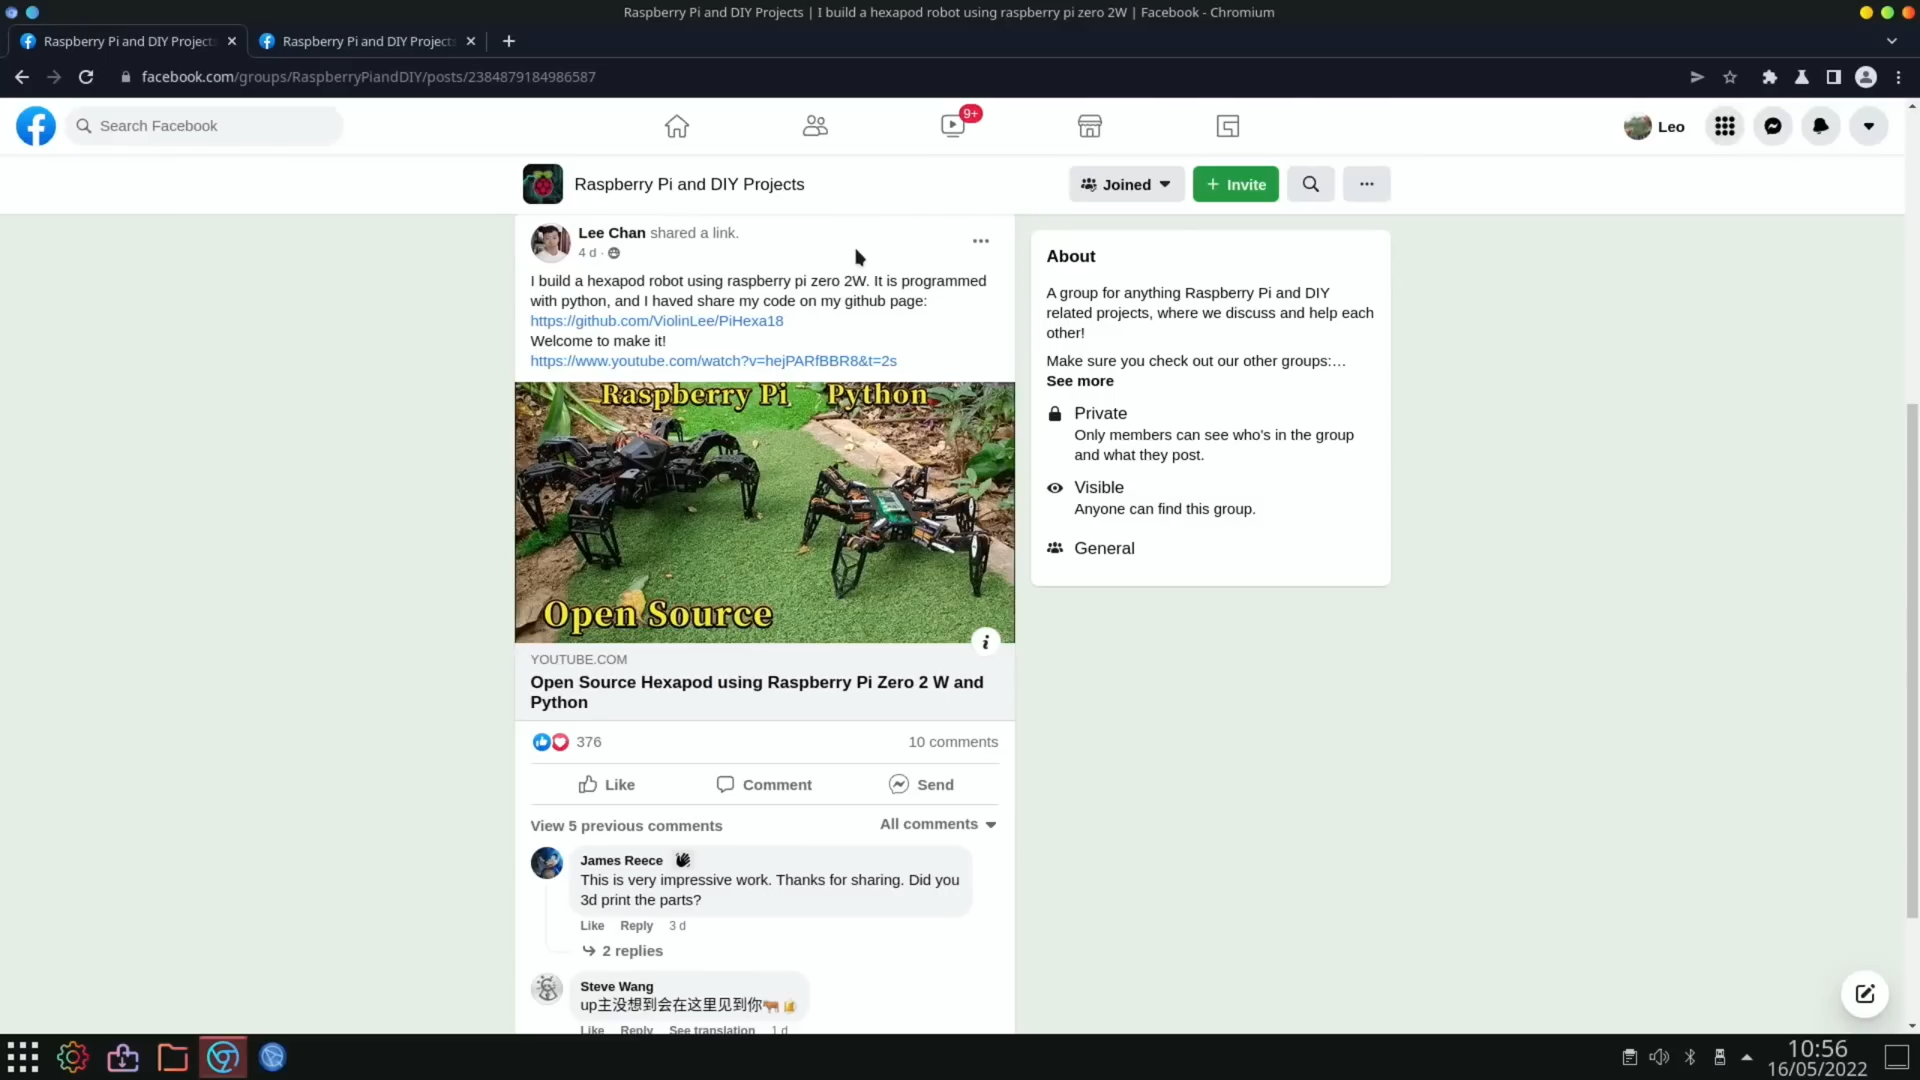 Raspberry Pi and DIY Projects | I build a hexapod robot using raspberry pi zero 2W | Facebook - Chromium
Raspberry Pi and DIY Projects
Raspberry Pi and DIY Projects
facebook.com/groups/RaspberryPiandDIY/posts/2384879184986587
Search Facebook
9+
Leo
Raspberry Pi and DIY Projects
Joined
+ Invite
Lee Chan shared a link.
4 d ·
I build a hexapod robot using raspberry pi zero 2W. It is programmed
with python, and I haved share my code on my github page:
https://github.com/ViolinLee/PiHexa18
Welcome to make it!
https://www.youtube.com/watch?v=hejPARfBBR8&t=2s
Raspberry Pi Python
Open Source
YOUTUBE.COM
Open Source Hexapod using Raspberry Pi Zero 2 W and
Python
376
10 comments
Like
Comment
Send
View 5 previous comments
All comments
James Reece
This is very impressive work. Thanks for sharing. Did you
3d print the parts?
Like Reply 3 d
2 replies
Steve Wang
up主没想到会在这里见到你🐂🍺
Like Reply See translation 1 d
About
A group for anything Raspberry Pi and DIY
related projects, where we discuss and help each
other!
Make sure you check out our other groups:…
See more
Private
Only members can see who's in the group
and what they post.
Visible
Anyone can find this group.
General
10:56
16/05/2022